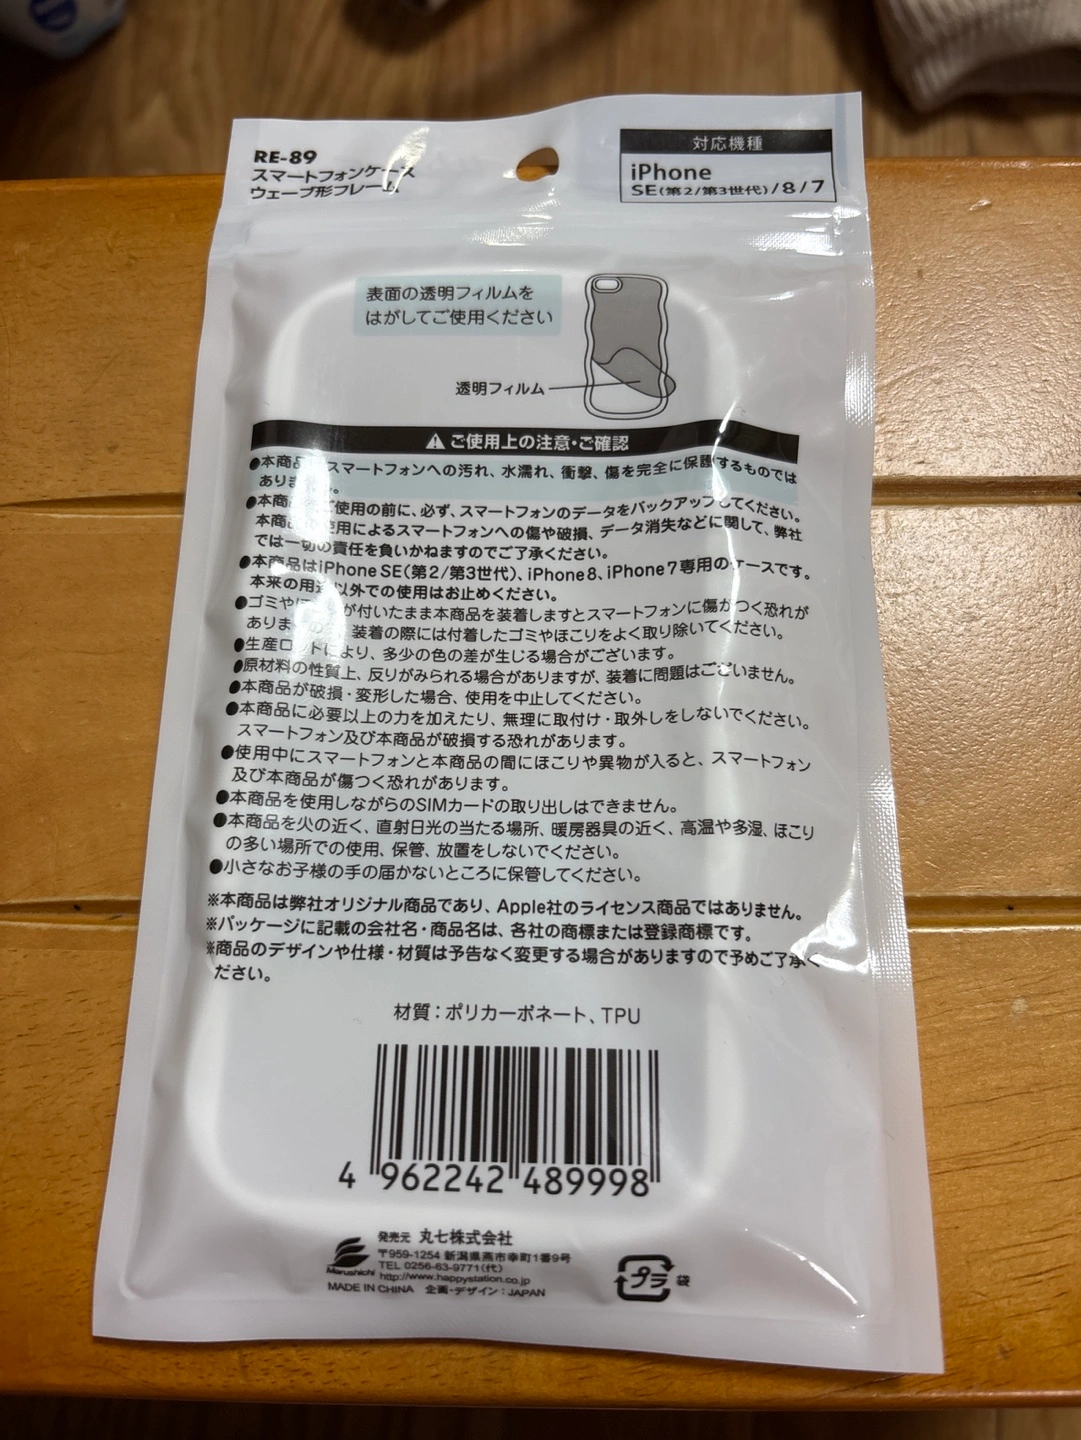 RE-89
スマートフォンケース
ウェーブ形フレーム
対応機種
iPhone
SE(第2/第3世代)/8/7
表面の透明フィルムを
はがしてご使用ください
透明フィルム
⚠ご使用上の注意・ご確認
●本商品 スマートフォンへの汚れ、水濡れ、衝撃、傷を完全に保護するものでは
ありません。
●本商品 ご使用の前に、必ず、スマートフォンのデータをバックアップしてください。
本商品 使用によるスマートフォンへの傷や破損、データ消失などに関して、弊社
では一切の責任を負いかねますのでご了承ください。
●本商品はiPhone SE(第2/第3世代)、iPhone8、iPhone7専用のケースです。
本来の用途以外での使用はお止めください。
●ゴミやほこりが付いたまま本商品を装着しますとスマートフォンに傷がつく恐れが
ありますので、装着の際には付着したゴミやほこりをよく取り除いてください。
●生産ロットにより、多少の色の差が生じる場合がございます。
●原材料の性質上、反りがみられる場合がありますが、装着に問題はございません。
●本商品が破損・変形した場合、使用を中止してください。
●本商品に必要以上の力を加えたり、無理に取付け・取外しをしないでください。
スマートフォン及び本商品が破損する恐れがあります。
●使用中にスマートフォンと本商品の間にほこりや異物が入ると、スマートフォン
及び本商品が傷つく恐れがあります。
●本商品を使用しながらのSIMカードの取り出しはできません。
●本商品を火の近く、直射日光の当たる場所、暖房器具の近く、高温や多湿、ほこり
の多い場所での使用、保管、放置をしないでください。
●小さなお子様の手の届かないところに保管してください。
※本商品は弊社オリジナル商品であり、Apple社のライセンス商品ではありません。
※パッケージに記載の会社名・商品名は、各社の商標または登録商標です。
※商品のデザインや仕様・材質は予告なく変更する場合がありますので予めご了承く
ださい。
材質：ポリカーボネート、TPU
4 962242 489998
発売元 丸七株式会社
〒959-1254 新潟県燕市幸町1番9号
TEL 0256-63-9771(代)
Marushichi http://www.happystation.co.jp
MADE IN CHINA 企画・デザイン：JAPAN
プラ 袋